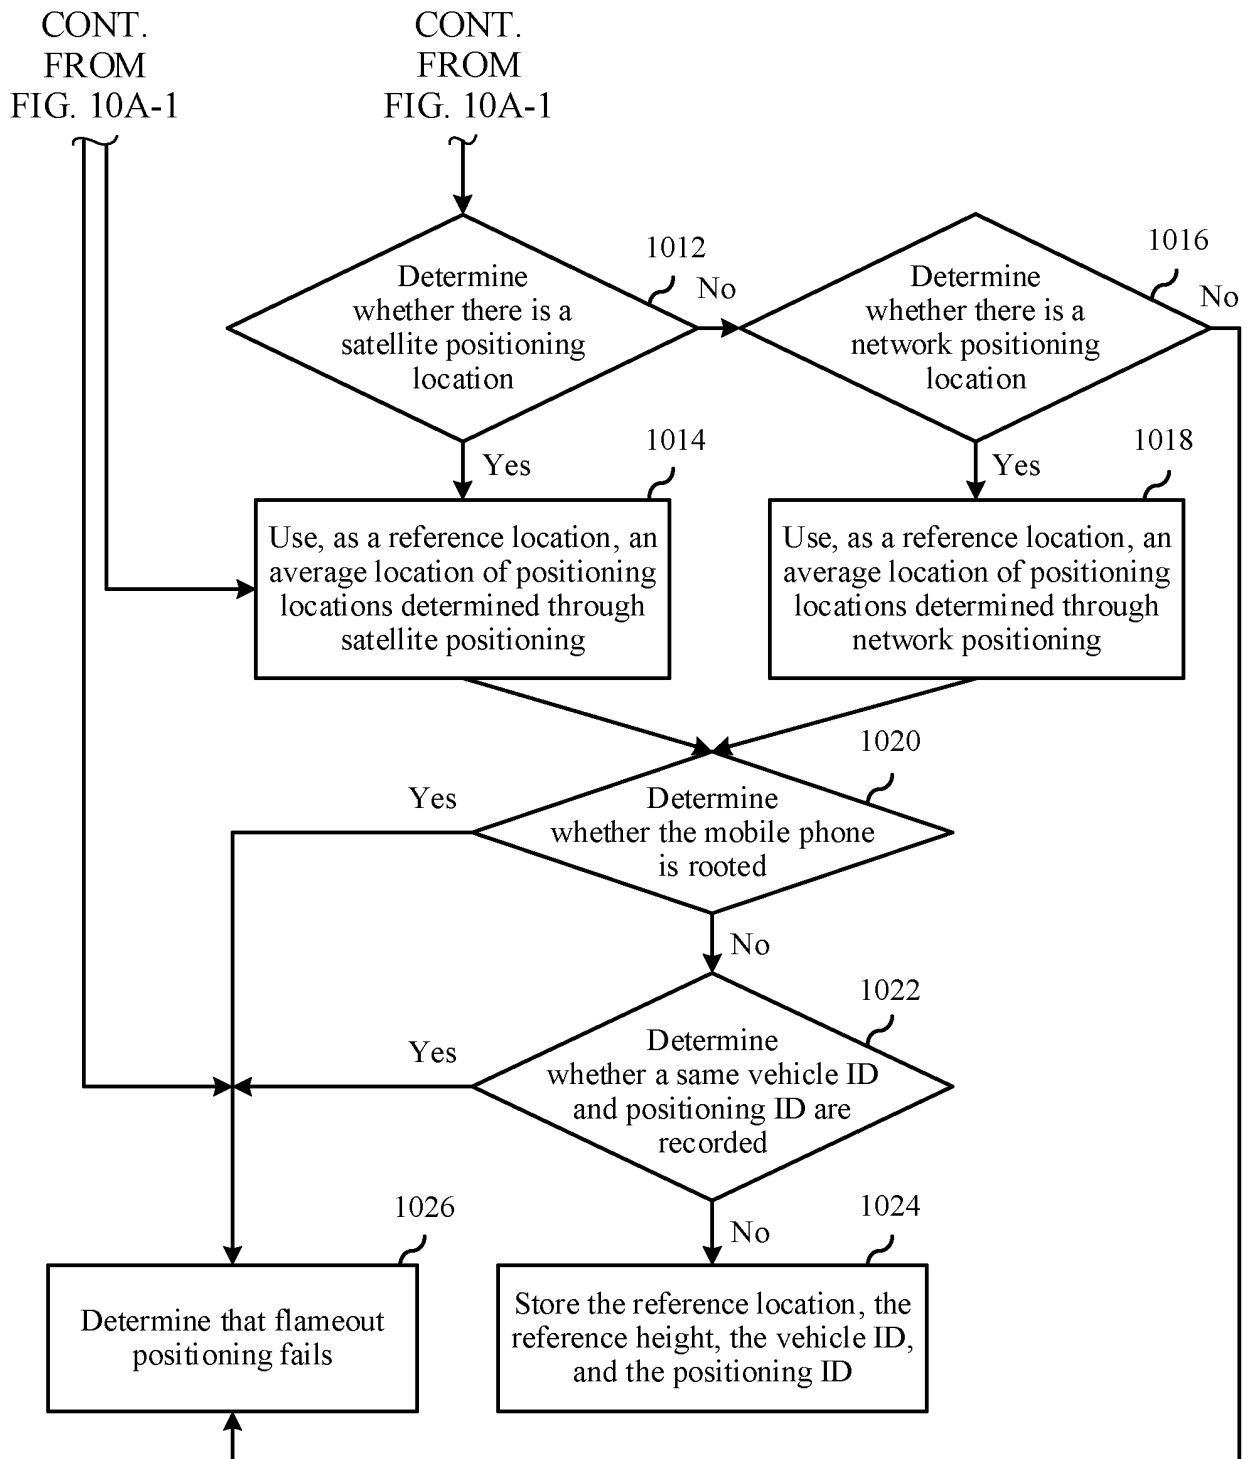 CONT.
FROM
FIG. 10A-1
CONT.
FROM
FIG. 10A-1
1012
Determine
whether there is a
satellite positioning
location
No
1016
Determine
whether there is a
network positioning
location
No
Yes
1014
Use, as a reference location, an
average location of positioning
locations determined through
satellite positioning
Yes
1018
Use, as a reference location, an
average location of positioning
locations determined through
network positioning
1020
Determine
whether the mobile phone
is rooted
Yes
No
1022
Determine
whether a same vehicle ID
and positioning ID are
recorded
Yes
No
1026
Determine that flameout
positioning fails
1024
Store the reference location, the
reference height, the vehicle ID,
and the positioning ID